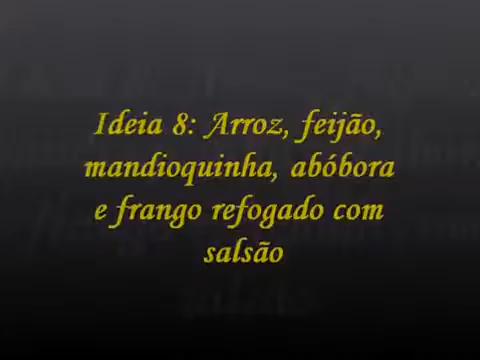 Ideia 8: Arroz, feijão,
mandioquinha, abóbora
e frango refogado com
salsão